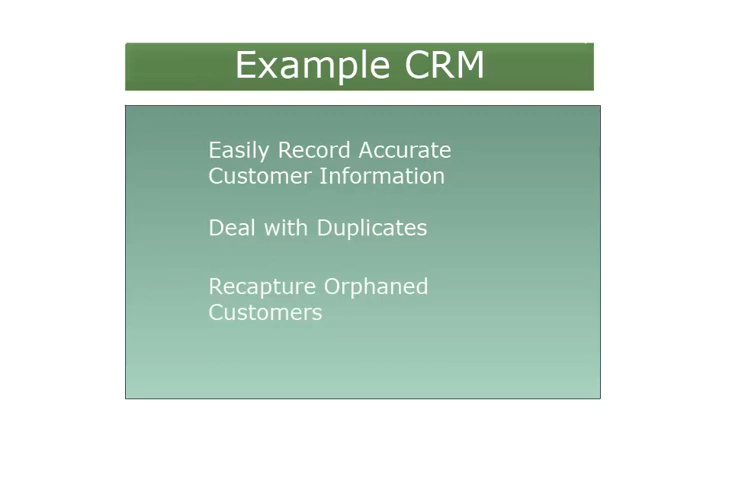 Example CRM
Easily Record Accurate
Customer Information
Deal with Duplicates
Recapture Orphaned
Customers